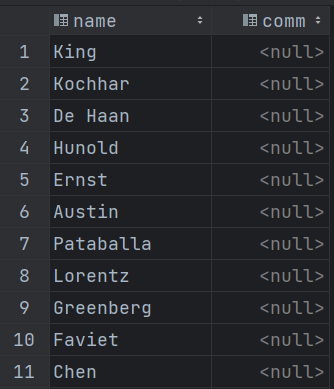 name comm
1 King <null>
2 Kochhar <null>
3 De Haan <null>
4 Hunold <null>
5 Ernst <null>
6 Austin <null>
7 Pataballa <null>
8 Lorentz <null>
9 Greenberg <null>
10 Faviet <null>
11 Chen <null>